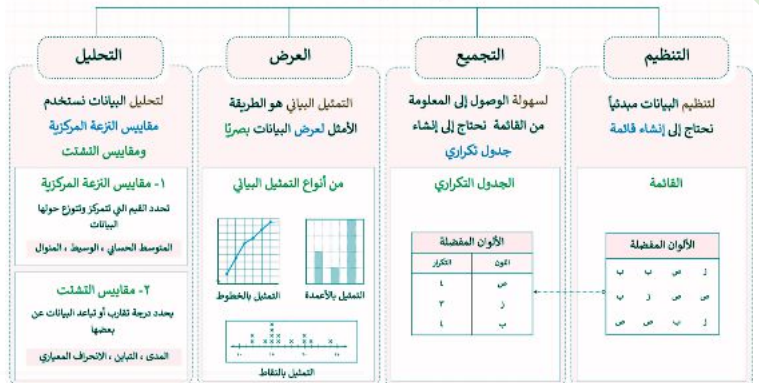 التنظيم
لتنظيم البيانات مبدئياً
نحتاج إلى إنشاء قائمة
القائمة
الألوان المفضلة
ز ص ب ب
ص ص ز ب
ز ب ص ص
التجميع
لسهولة الوصول إلى المعلومة
من القائمة نحتاج إلى إنشاء
جدول تكراري
الجدول التكراري
الألوان المفضلة
اللون التكرار
ص ٤
ز ٣
ب ٤
العرض
التمثيل البياني هو الطريقة
الأمثل لعرض البيانات بصريًا
من أنواع التمثيل البياني
التمثيل بالأعمدة
التمثيل بالخطوط
التمثيل بالنقاط
التحليل
لتحليل البيانات نستخدم
مقاييس النزعة المركزية
ومقاييس التشتت
١- مقاييس النزعة المركزية
تحدد القيم التي تتمركز وتتوزع حولها
البيانات
المتوسط الحسابي ، الوسيط ، المنوال
٢- مقاييس التشتت
يحدد درجة تقارب أو تباعد البيانات عن
بعضها
المدى ، التباين ، الانحراف المعياري